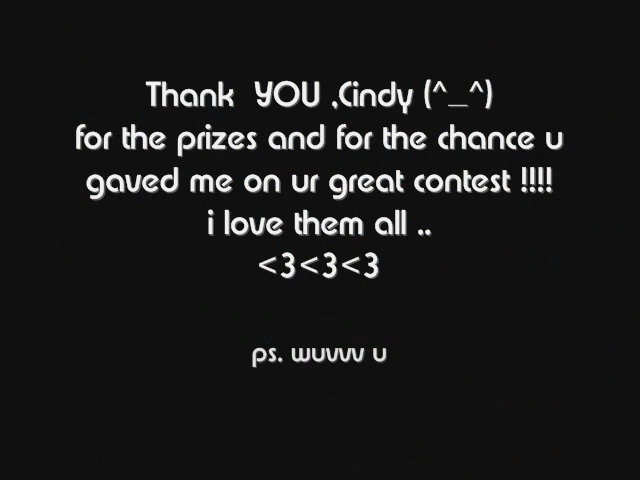 Thank YOU ,Cindy (^_^)
for the prizes and for the chance u
gaved me on ur great contest !!!!
i love them all ..
<3<3<3
ps. wuvvv u